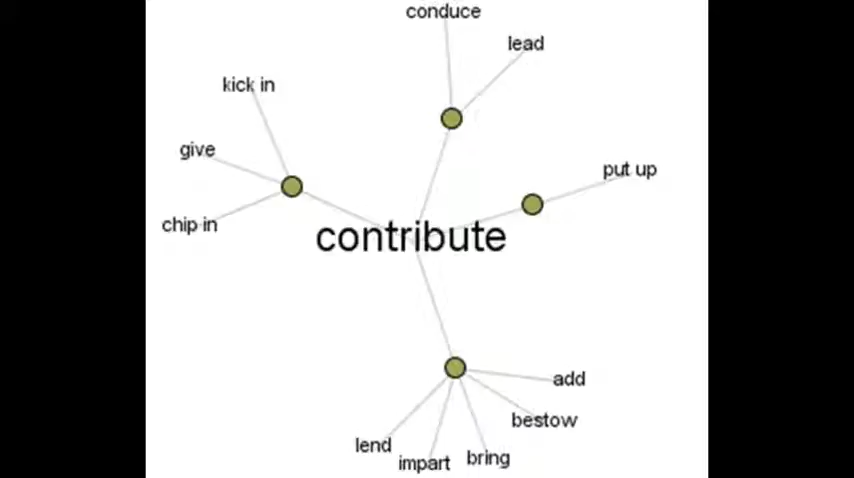 conduce
lead
kick in
give
put up
chip in
contribute
add
bestow
lend
impart
bring